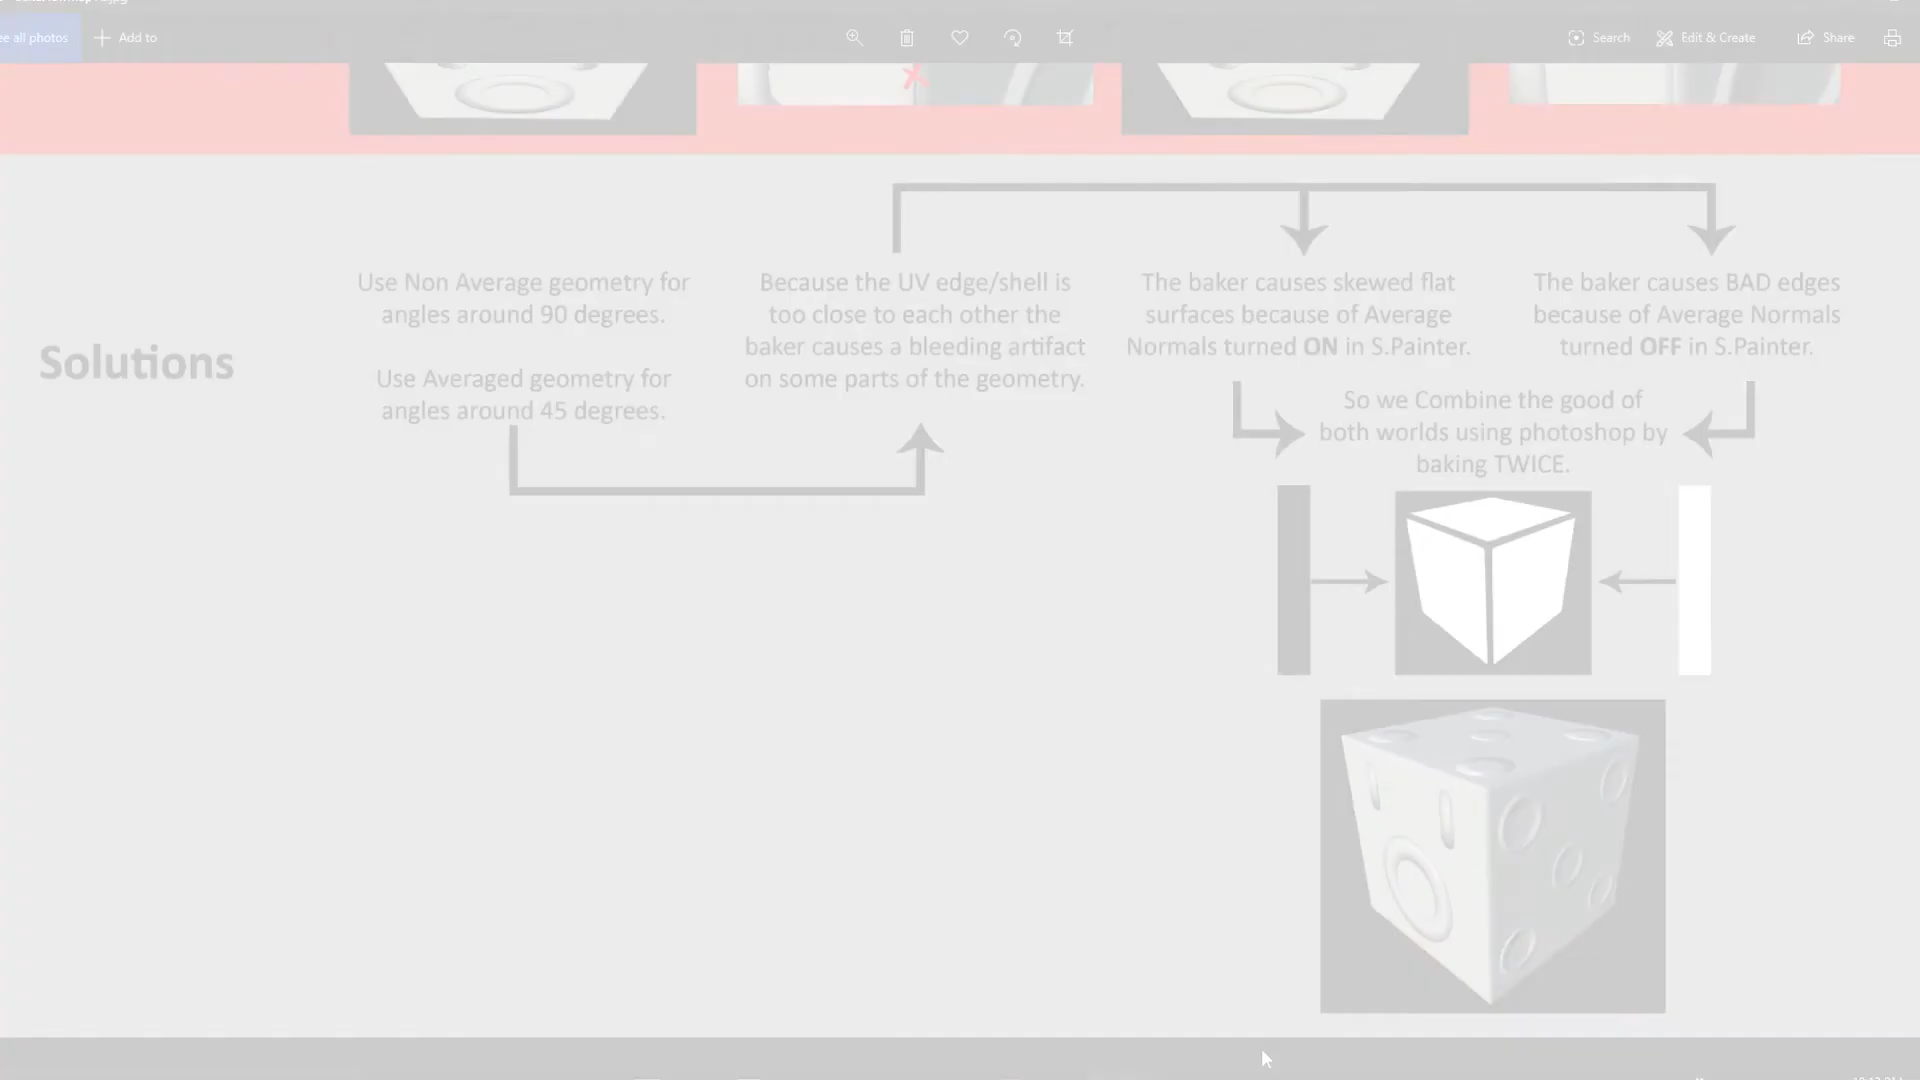 see all photos
Add to
Search
Edit & Create
Share
Solutions
Use Non Average geometry for
angles around 90 degrees.
Use Averaged geometry for
angles around 45 degrees.
Because the UV edge/shell is
too close to each other the
baker causes a bleeding artifact
on some parts of the geometry.
The baker causes skewed flat
surfaces because of Average
Normals turned ON in S.Painter.
The baker causes BAD edges
because of Average Normals
turned OFF in S.Painter.
So we Combine the good of
both worlds using photoshop by
baking TWICE.